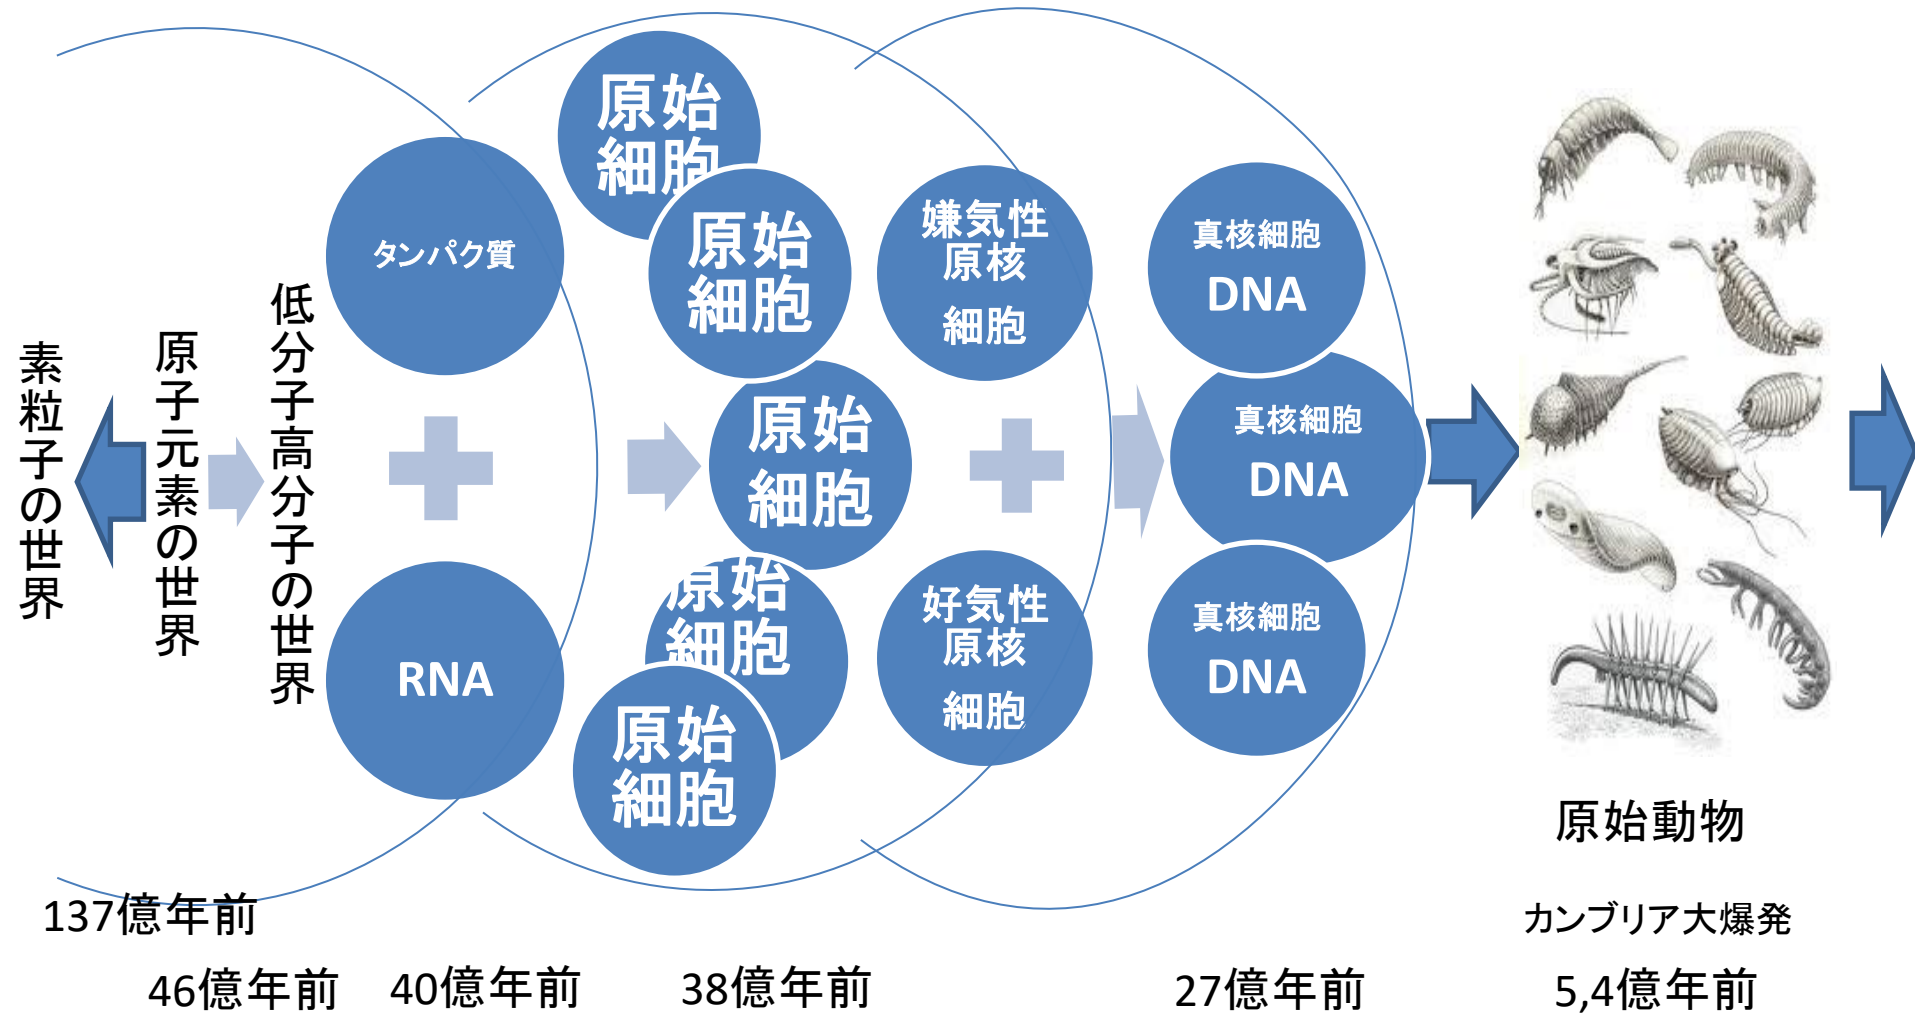 素粒子の世界
原子元素の世界
低分子高分子の世界
タンパク質
RNA
原始
細胞
原始
細胞
原始
細胞
原始
細胞
原始
細胞
嫌気性
原核
細胞
好気性
原核
細胞
真核細胞
DNA
真核細胞
DNA
真核細胞
DNA
原始動物
カンブリア大爆発
137億年前
46億年前
40億年前
38億年前
27億年前
5,4億年前